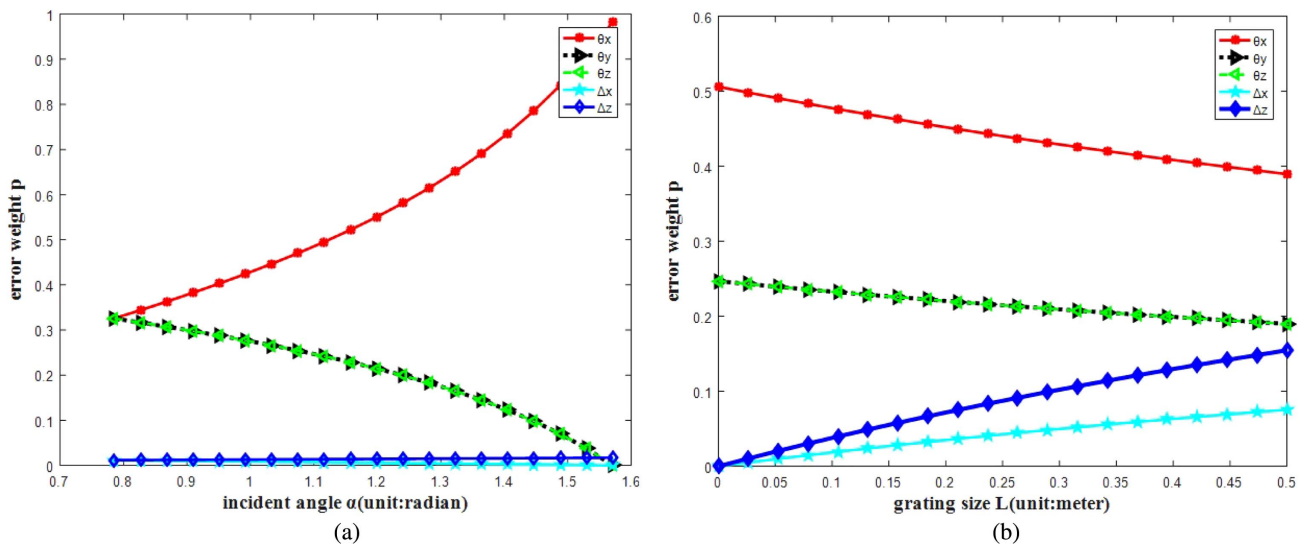 1
0.9
0.8
0.7
0.6
0.5
0.4
0.3
0.2
0.1
0
error weight p
θx
θy
θz
Δx
Δz
0.7 0.8 0.9 1 1.1 1.2 1.3 1.4 1.5 1.6
incident angle α(unit:radian)
(a)
0.6
0.5
0.4
0.3
0.2
0.1
0
error weight p
θx
θy
θz
Δx
Δz
0 0.05 0.1 0.15 0.2 0.25 0.3 0.35 0.4 0.45 0.5
grating size L(unit:meter)
(b)